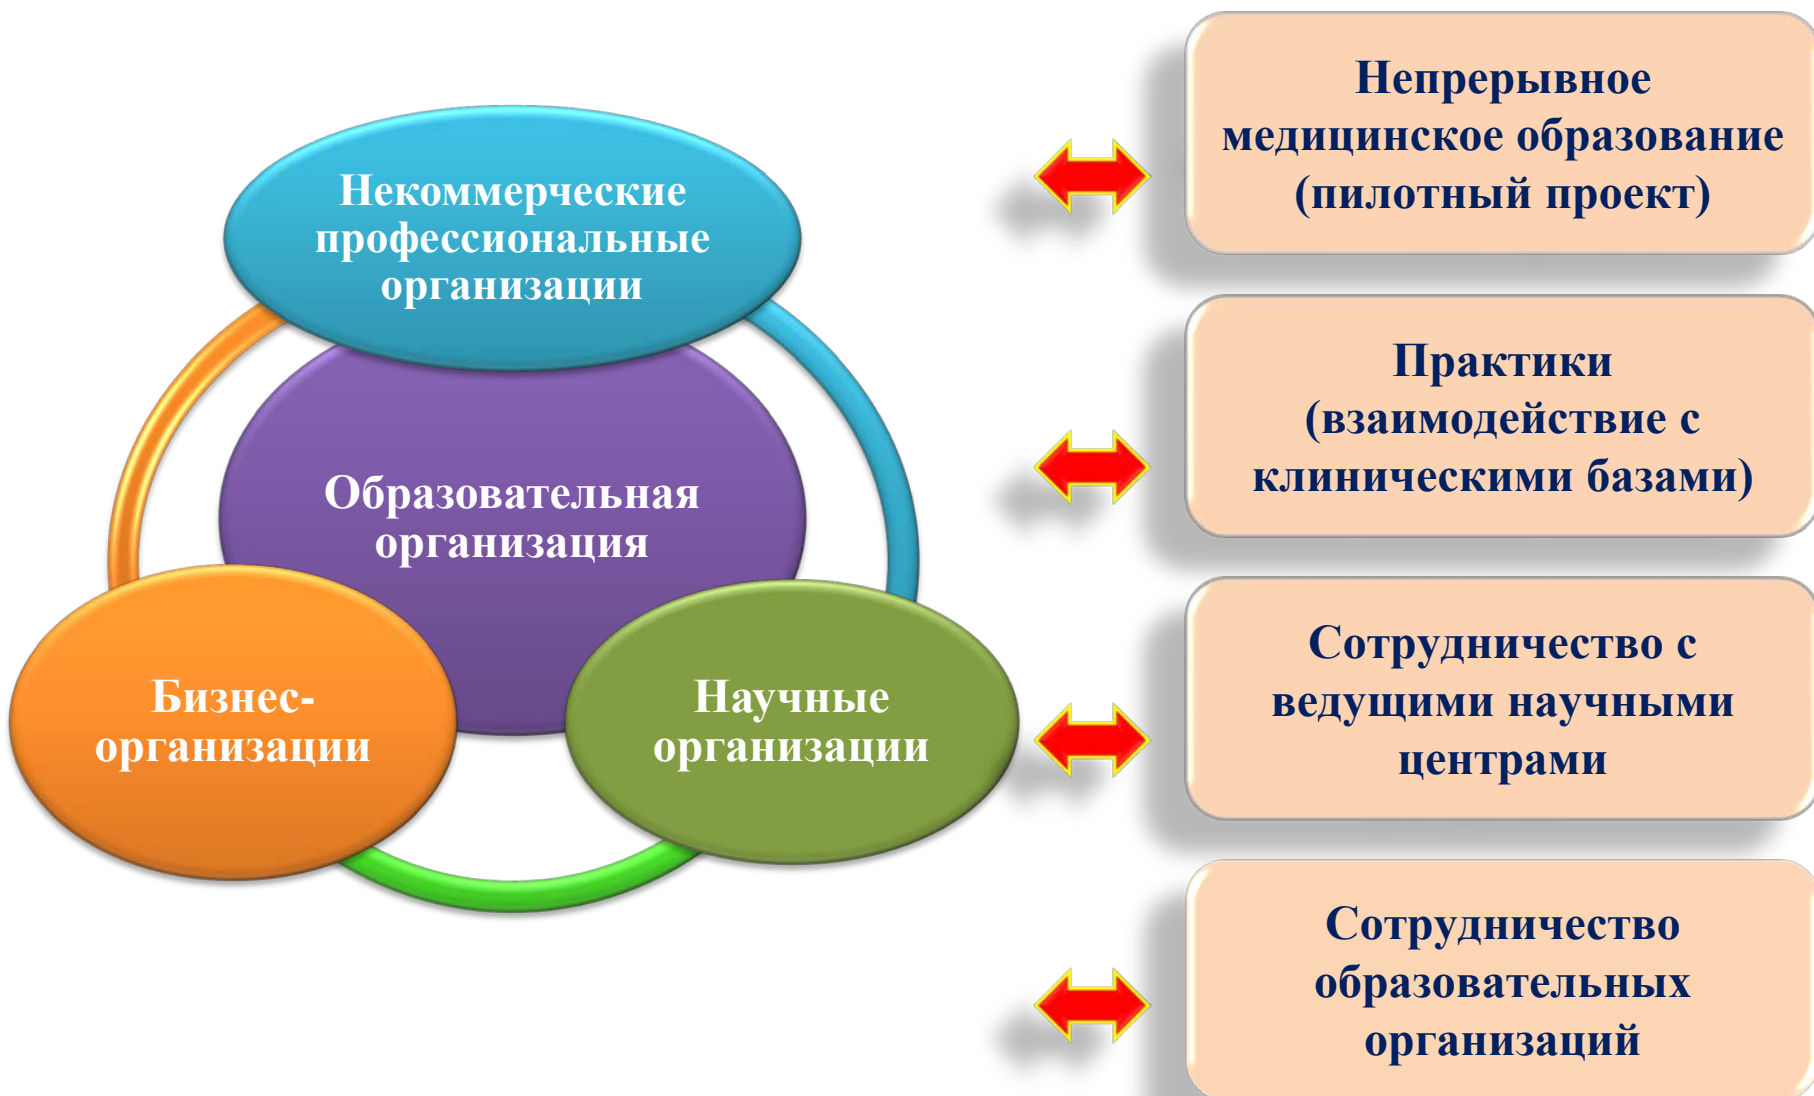 Некоммерческие
профессиональные
организации
Образовательная
организация
Бизнес-
организации
Научные
организации
Непрерывное
медицинское образование
(пилотный проект)
Практики
(взаимодействие с
клиническими базами)
Сотрудничество с
ведущими научными
центрами
Сотрудничество
образовательных
организаций